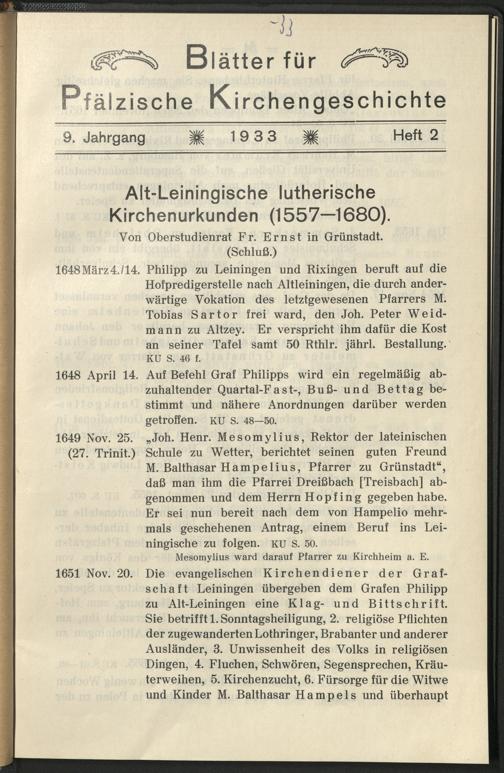 -33
Blätter für
Pfälzische Kirchengeschichte
9. Jahrgang 1933 Heft 2
Alt-Leiningische lutherische
Kirchenurkunden (1557—1680).
Von Oberstudienrat Fr. Ernst in Grünstadt.
(Schluß.)
1648 März 4./14. Philipp zu Leiningen und Rixingen beruft auf die
Hofpredigerstelle nach Altleiningen, die durch ander-
wärtige Vokation des letztgewesenen Pfarrers M.
Tobias Sartor frei ward, den Joh. Peter Weid-
mann zu Altzey. Er verspricht ihm dafür die Kost
an seiner Tafel samt 50 Rthlr. jährl. Bestallung.
KU S. 46 f.
1648 April 14. Auf Befehl Graf Philipps wird ein regelmäßig ab-
zuhaltender Quartal-Fast-, Buß- und Bettag be-
stimmt und nähere Anordnungen darüber werden
getroffen. KU S. 48—50.
1649 Nov. 25. „Joh. Henr. Mesomylius, Rektor der lateinischen
(27. Trinit.) Schule zu Wetter, berichtet seinen guten Freund
M. Balthasar Hampelius, Pfarrer zu Grünstadt“,
daß man ihm die Pfarrei Dreißbach [Treisbach] ab-
genommen und dem Herrn Hopfing gegeben habe.
Er sei nun bereit nach dem von Hampelio mehr-
mals geschehenen Antrag, einem Beruf ins Lei-
ningische zu folgen. KU S. 50.
Mesomylius ward darauf Pfarrer zu Kirchheim a. E.
1651 Nov. 20. Die evangelischen Kirchendiener der Graf-
schaft Leiningen übergeben dem Grafen Philipp
zu Alt-Leiningen eine Klag- und Bittschrift.
Sie betrifft 1. Sonntagsheiligung, 2. religiöse Pflichten
der zugewanderten Lothringer, Brabanter und anderer
Ausländer, 3. Unwissenheit des Volks in religiösen
Dingen, 4. Fluchen, Schwören, Segensprechen, Kräu-
terweihen, 5. Kirchenzucht, 6. Fürsorge für die Witwe
und Kinder M. Balthasar Hampels und überhaupt